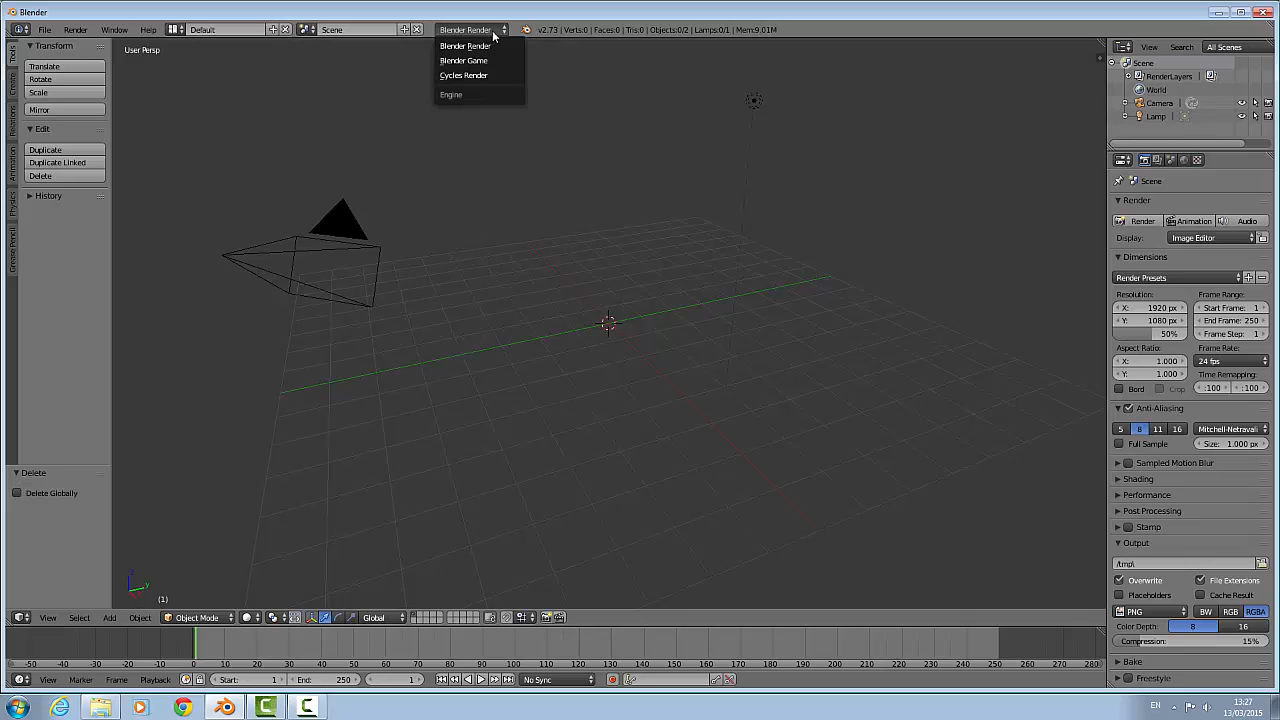 Blender
File Render Window Help Default Scene Blender Render v2.73 | Verts:0 | Faces:0 | Tris:0 | Objects:0/2 | Lamps:0/1 | Mem:9.01M
Blender Render
Blender Game
Cycles Render
Engine
Tools
Create
Relations
Animation
Physics
Grease Pencil
Transform
Translate
Rotate
Scale
Mirror
Edit
Duplicate
Duplicate Linked
Delete
History
Delete
Delete Globally
User Persp
(1)
z
y
View Select Add Object Object Mode Global
-50 -40 -30 -20 -10 0 10 20 30 40 50 60 70 80 90 100 110 120 130 140 150 160 170 180 190 200 210 220 230 240 250 260 270 280
View Marker Frame Playback Start: 1 End: 250 1 No Sync
View Search All Scenes
Scene
RenderLayers
World
Camera
Lamp
Scene
Render
Render Animation Audio
Display: Image Editor
Dimensions
Render Presets
Resolution: Frame Range:
X: 1920 px Start Frame: 1
Y: 1080 px End Frame: 250
50% Frame Step: 1
Aspect Ratio: Frame Rate:
X: 1.000 24 fps
Y: 1.000 Time Remapping:
Bord Crop :100 :100
Anti-Aliasing
5 8 11 16 Mitchell-Netravali
Full Sample Size: 1.000 px
Sampled Motion Blur
Shading
Performance
Post Processing
Stamp
Output
/tmp\
Overwrite File Extensions
Placeholders Cache Result
PNG BW RGB RGBA
Color Depth: 8 16
Compression: 15%
Bake
Freestyle
EN 13:27
13/03/2015